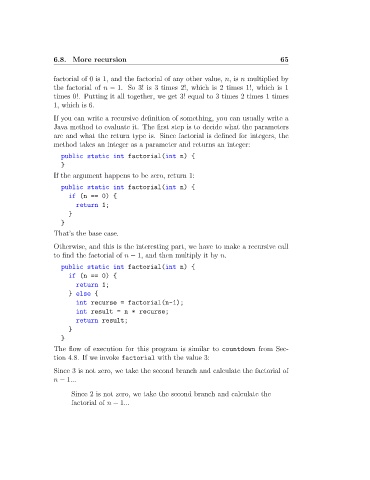 6.8. More recursion 65
factorial of 0 is 1, and the factorial of any other value, n, is n multiplied by
the factorial of n − 1. So 3! is 3 times 2!, which is 2 times 1!, which is 1
times 0!. Putting it all together, we get 3! equal to 3 times 2 times 1 times
1, which is 6.
If you can write a recursive definition of something, you can usually write a
Java method to evaluate it. The first step is to decide what the parameters
are and what the return type is. Since factorial is defined for integers, the
method takes an integer as a parameter and returns an integer:
public static int factorial(int n) {
}
If the argument happens to be zero, return 1:
public static int factorial(int n) {
if (n == 0) {
return 1;
}
}
That's the base case.
Otherwise, and this is the interesting part, we have to make a recursive call
to find the factorial of n − 1, and then multiply it by n.
public static int factorial(int n) {
if (n == 0) {
return 1;
} else {
int recurse = factorial(n-1);
int result = n * recurse;
return result;
}
}
The flow of execution for this program is similar to countdown from Sec-
tion 4.8. If we invoke factorial with the value 3:
Since 3 is not zero, we take the second branch and calculate the factorial of
n − 1...
Since 2 is not zero, we take the second branch and calculate the
factorial of n − 1...